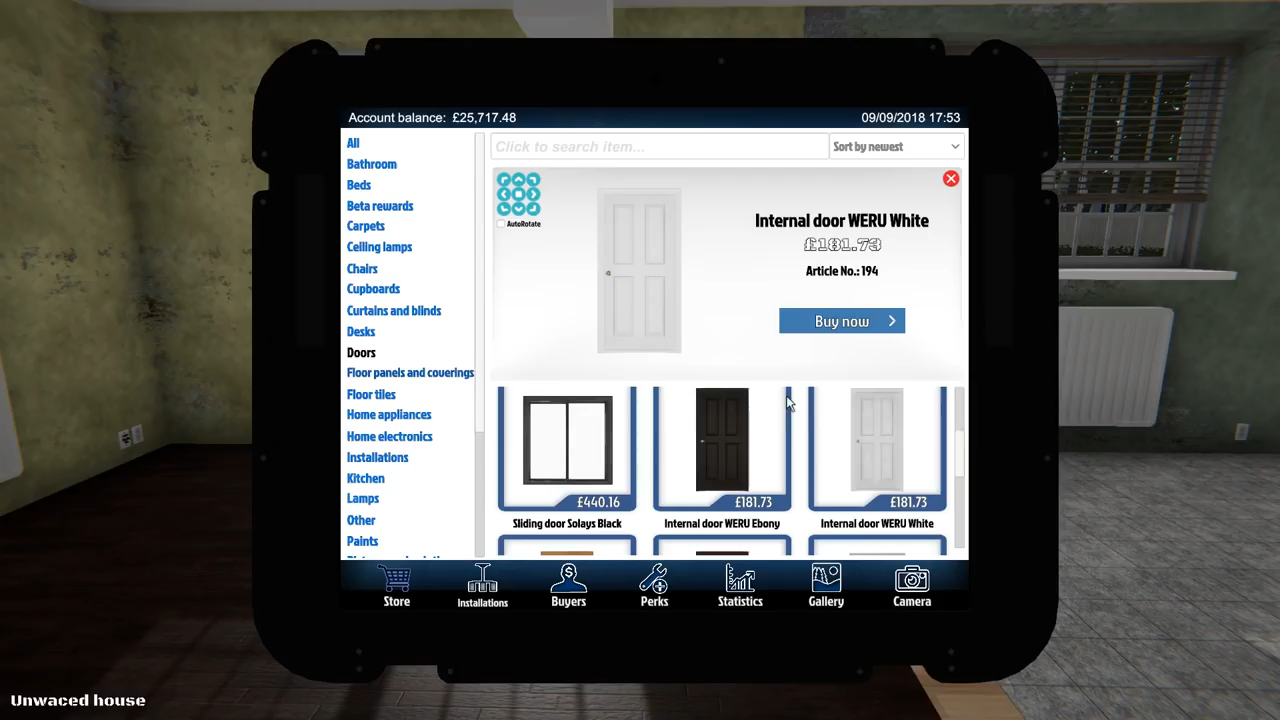 Account balance: £25,717.48
09/09/2018 17:53
All
Bathroom
Beds
Beta rewards
Carpets
Ceiling lamps
Chairs
Cupboards
Curtains and blinds
Desks
Doors
Floor panels and coverings
Floor tiles
Home appliances
Home electronics
Installations
Kitchen
Lamps
Other
Paints
Click to search item...
Sort by newest
AutoRotate
Internal door WERU White
£181.73
Article No.: 194
Buy now
£440.16
£181.73
£181.73
Sliding door Solays Black
Internal door WERU Ebony
Internal door WERU White
Store
Installations
Buyers
Perks
Statistics
Gallery
Camera
Unwaced house